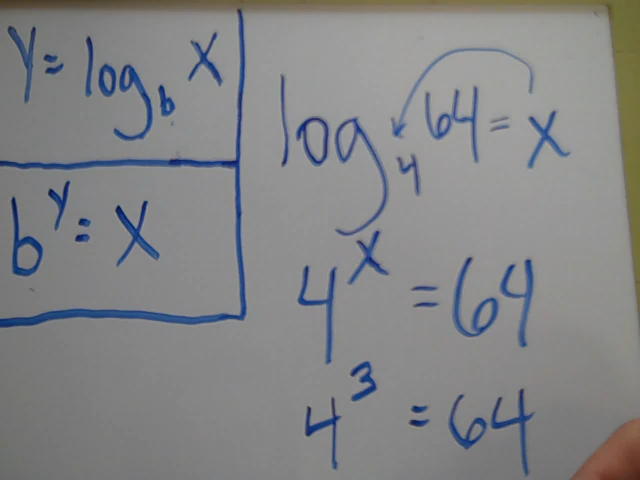 y = log_b x
b^y = x
log_4 64 = x
4^x = 64
4^3 = 64